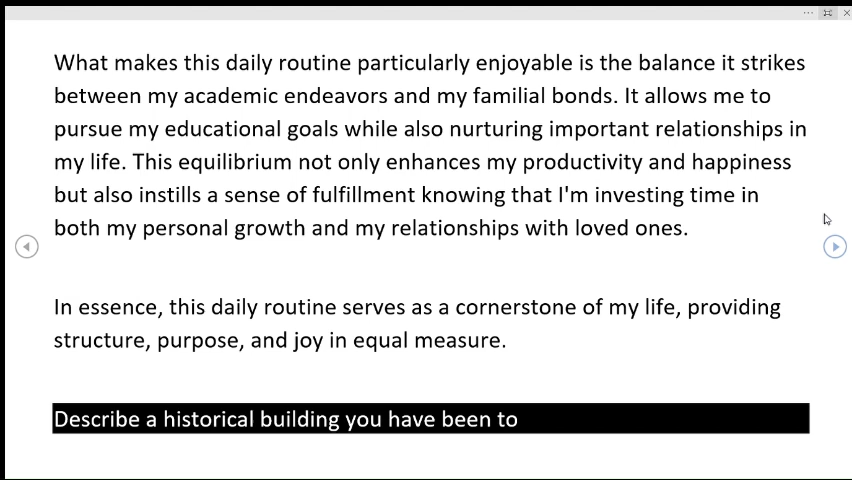 What makes this daily routine particularly enjoyable is the balance it strikes
between my academic endeavors and my familial bonds. It allows me to
pursue my educational goals while also nurturing important relationships in
my life. This equilibrium not only enhances my productivity and happiness
but also instills a sense of fulfillment knowing that I'm investing time in
both my personal growth and my relationships with loved ones.
In essence, this daily routine serves as a cornerstone of my life, providing
structure, purpose, and joy in equal measure.
Describe a historical building you have been to